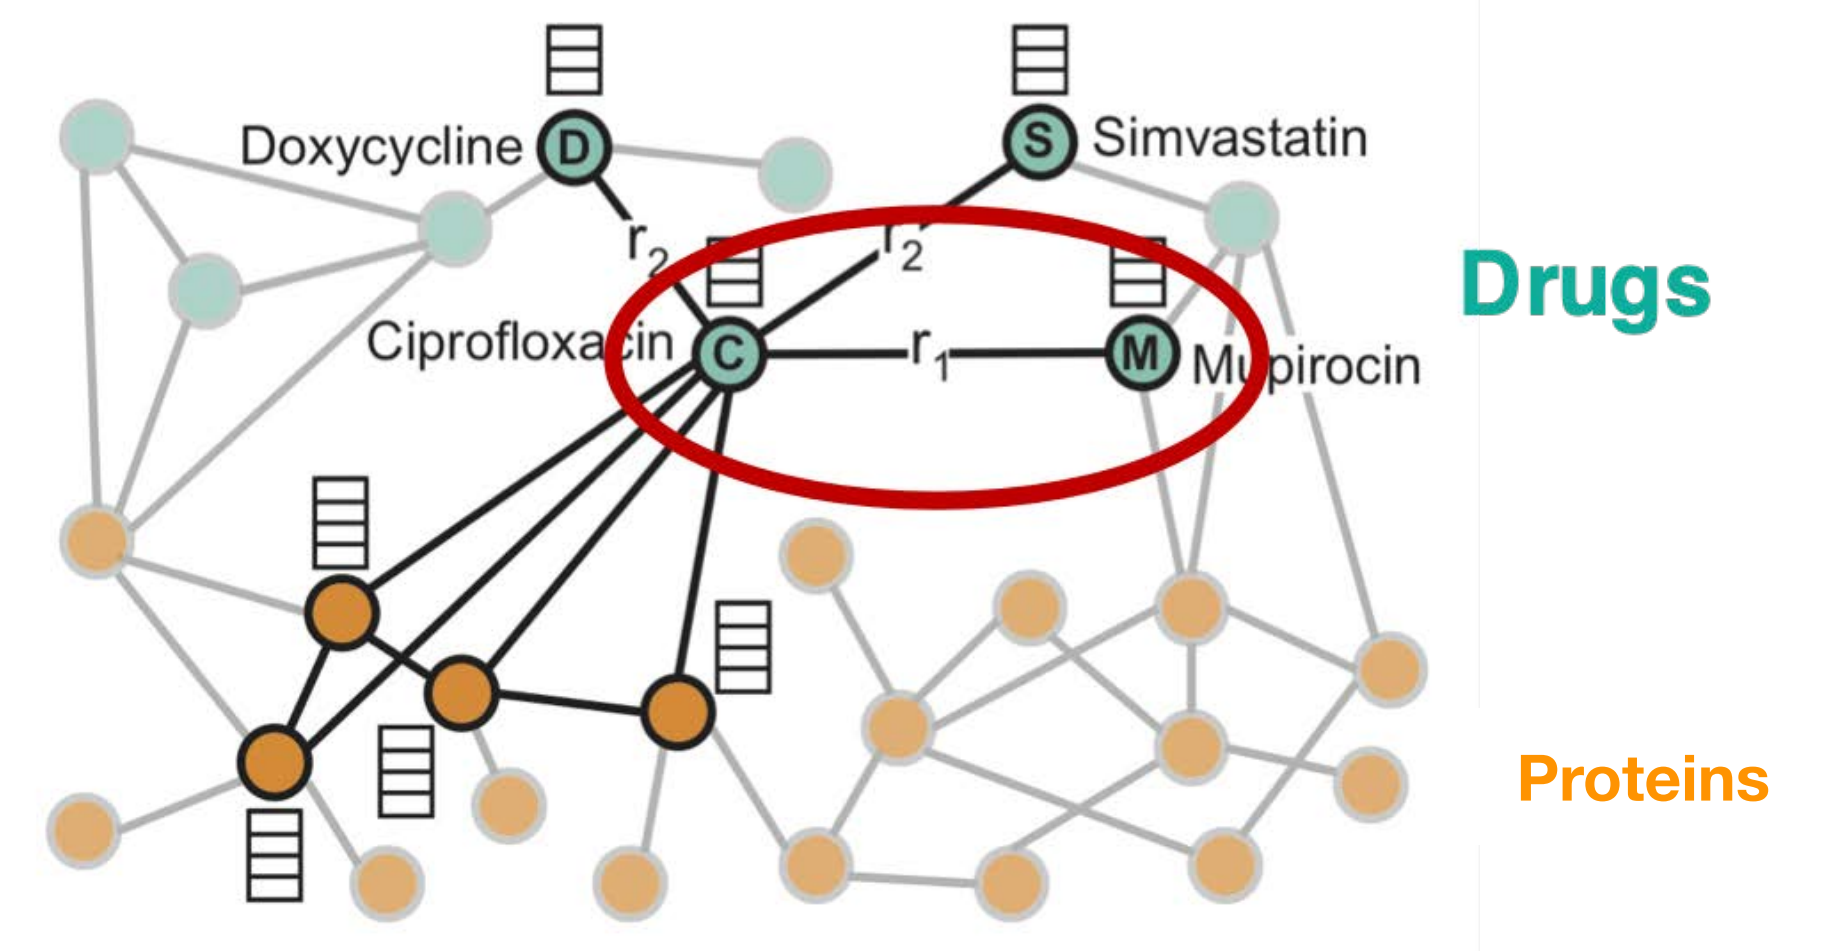 Doxycycline
D
S
Simvastatin
r2
r2
Ciprofloxacin
C
r1
M
Mupirocin
Drugs
Proteins